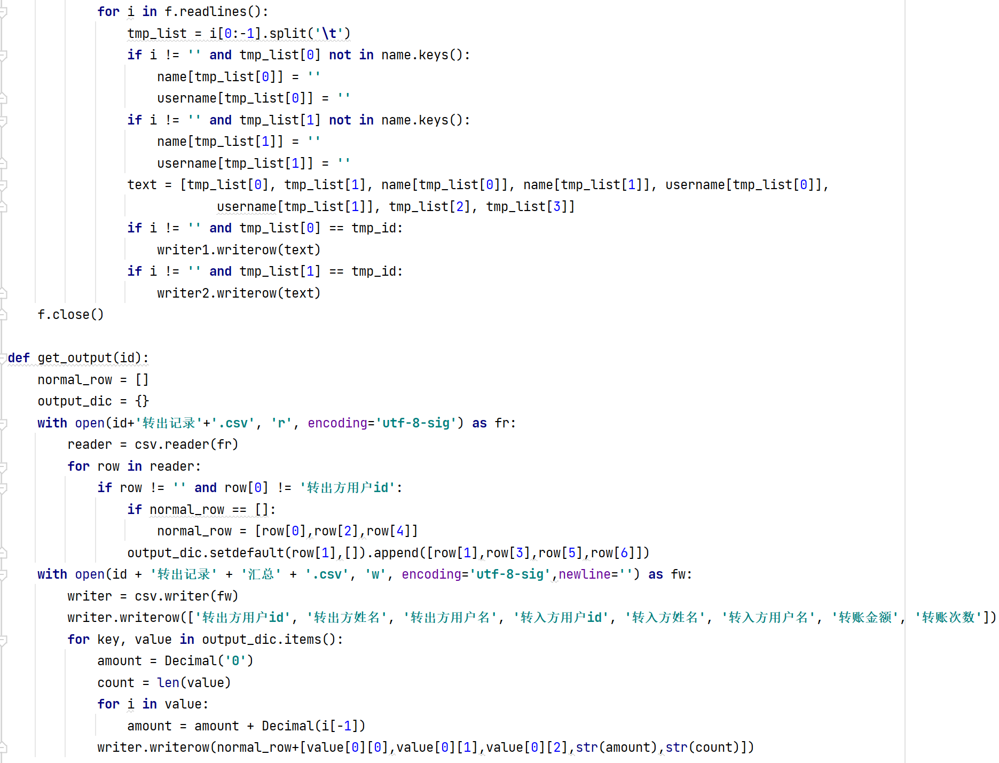 for i in f.readlines():
            tmp_list = i[0:-1].split('\t')
            if i != '' and tmp_list[0] not in name.keys():
                name[tmp_list[0]] = ''
                username[tmp_list[0]] = ''
            if i != '' and tmp_list[1] not in name.keys():
                name[tmp_list[1]] = ''
                username[tmp_list[1]] = ''
            text = [tmp_list[0], tmp_list[1], name[tmp_list[0]], name[tmp_list[1]], username[tmp_list[0]],
                        username[tmp_list[1]], tmp_list[2], tmp_list[3]]
            if i != '' and tmp_list[0] == tmp_id:
                writer1.writerow(text)
            if i != '' and tmp_list[1] == tmp_id:
                writer2.writerow(text)
    f.close()

def get_output(id):
    normal_row = []
    output_dic = {}
    with open(id+'转出记录'+'.csv', 'r', encoding='utf-8-sig') as fr:
        reader = csv.reader(fr)
        for row in reader:
            if row != '' and row[0] != '转出方用户id':
                if normal_row == []:
                    normal_row = [row[0],row[2],row[4]]
                output_dic.setdefault(row[1],[]).append([row[1],row[3],row[5],row[6]])
    with open(id + '转出记录' + '汇总' + '.csv', 'w', encoding='utf-8-sig',newline='') as fw:
        writer = csv.writer(fw)
        writer.writerow(['转出方用户id', '转出方姓名', '转出方用户名', '转入方用户id', '转入方姓名', '转入方用户名', '转账金额', '转账次数'])
        for key, value in output_dic.items():
            amount = Decimal('0')
            count = len(value)
            for i in value:
                amount = amount + Decimal(i[-1])
            writer.writerow(normal_row+[value[0][0],value[0][1],value[0][2],str(amount),str(count)])